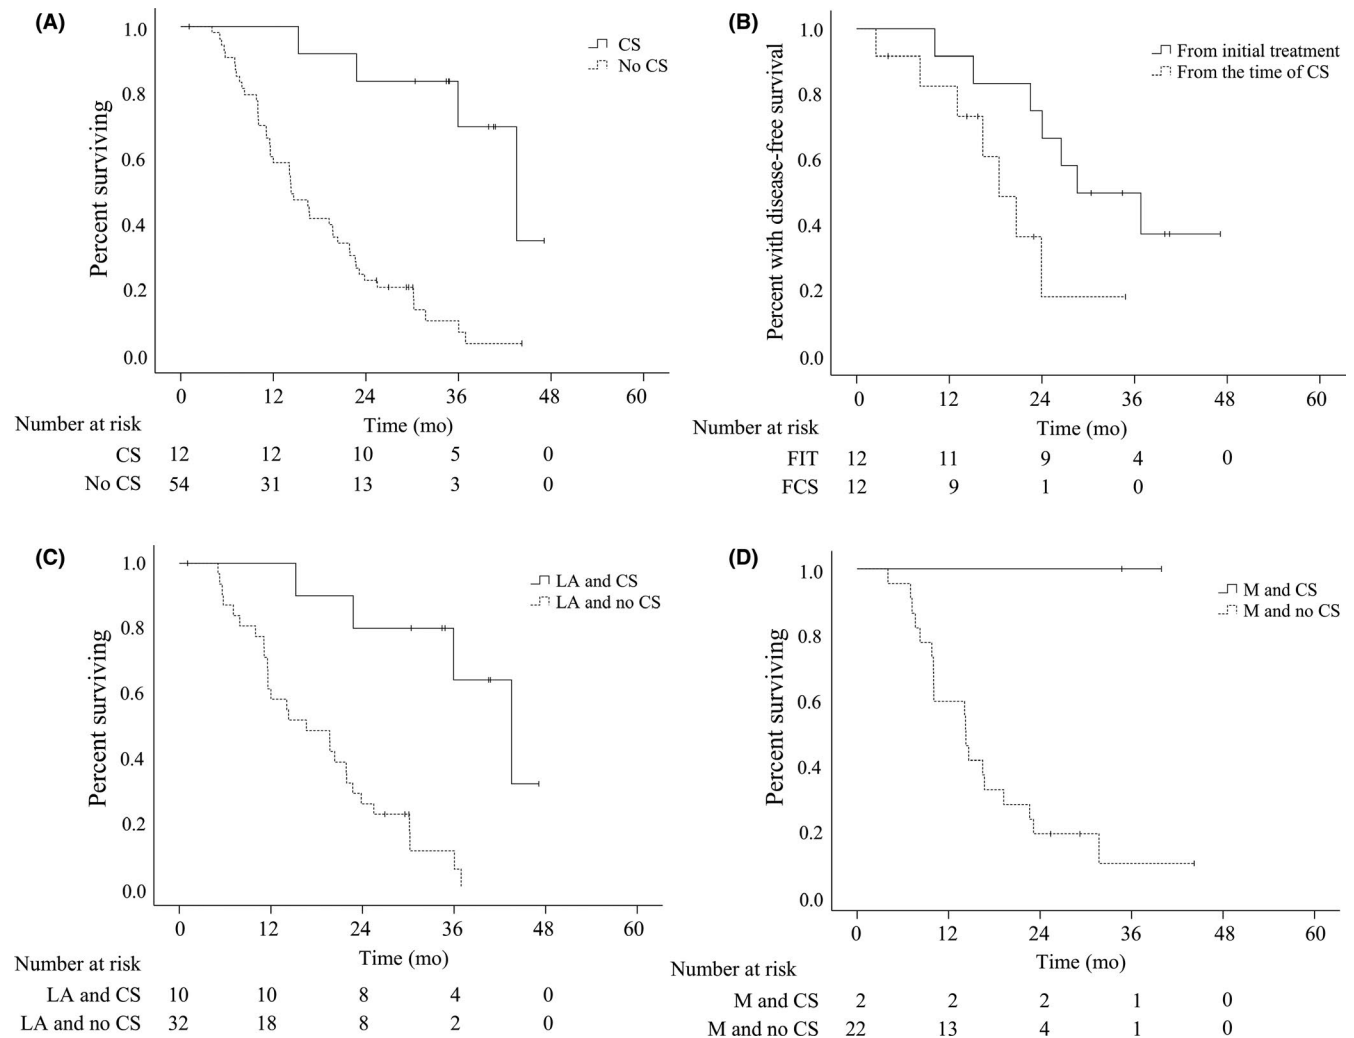 (A)
Percent surviving
1.0
0.8
0.6
0.4
0.2
0.0
CS
No CS
0 12 24 36 48 60
Time (mo)
Number at risk
CS 12 12 10 5 0
No CS 54 31 13 3 0
(B)
Percent with disease-free survival
1.0
0.8
0.6
0.4
0.2
0.0
From initial treatment
From the time of CS
0 12 24 36 48 60
Time (mo)
Number at risk
FIT 12 11 9 4 0
FCS 12 9 1 0
(C)
Percent surviving
1.0
0.8
0.6
0.4
0.2
0.0
LA and CS
LA and no CS
0 12 24 36 48 60
Time (mo)
Number at risk
LA and CS 10 10 8 4 0
LA and no CS 32 18 8 2 0
(D)
Percent surviving
1.0
0.8
0.6
0.4
0.2
0.0
M and CS
M and no CS
0 12 24 36 48 60
Time (mo)
Number at risk
M and CS 2 2 2 1 0
M and no CS 22 13 4 1 0